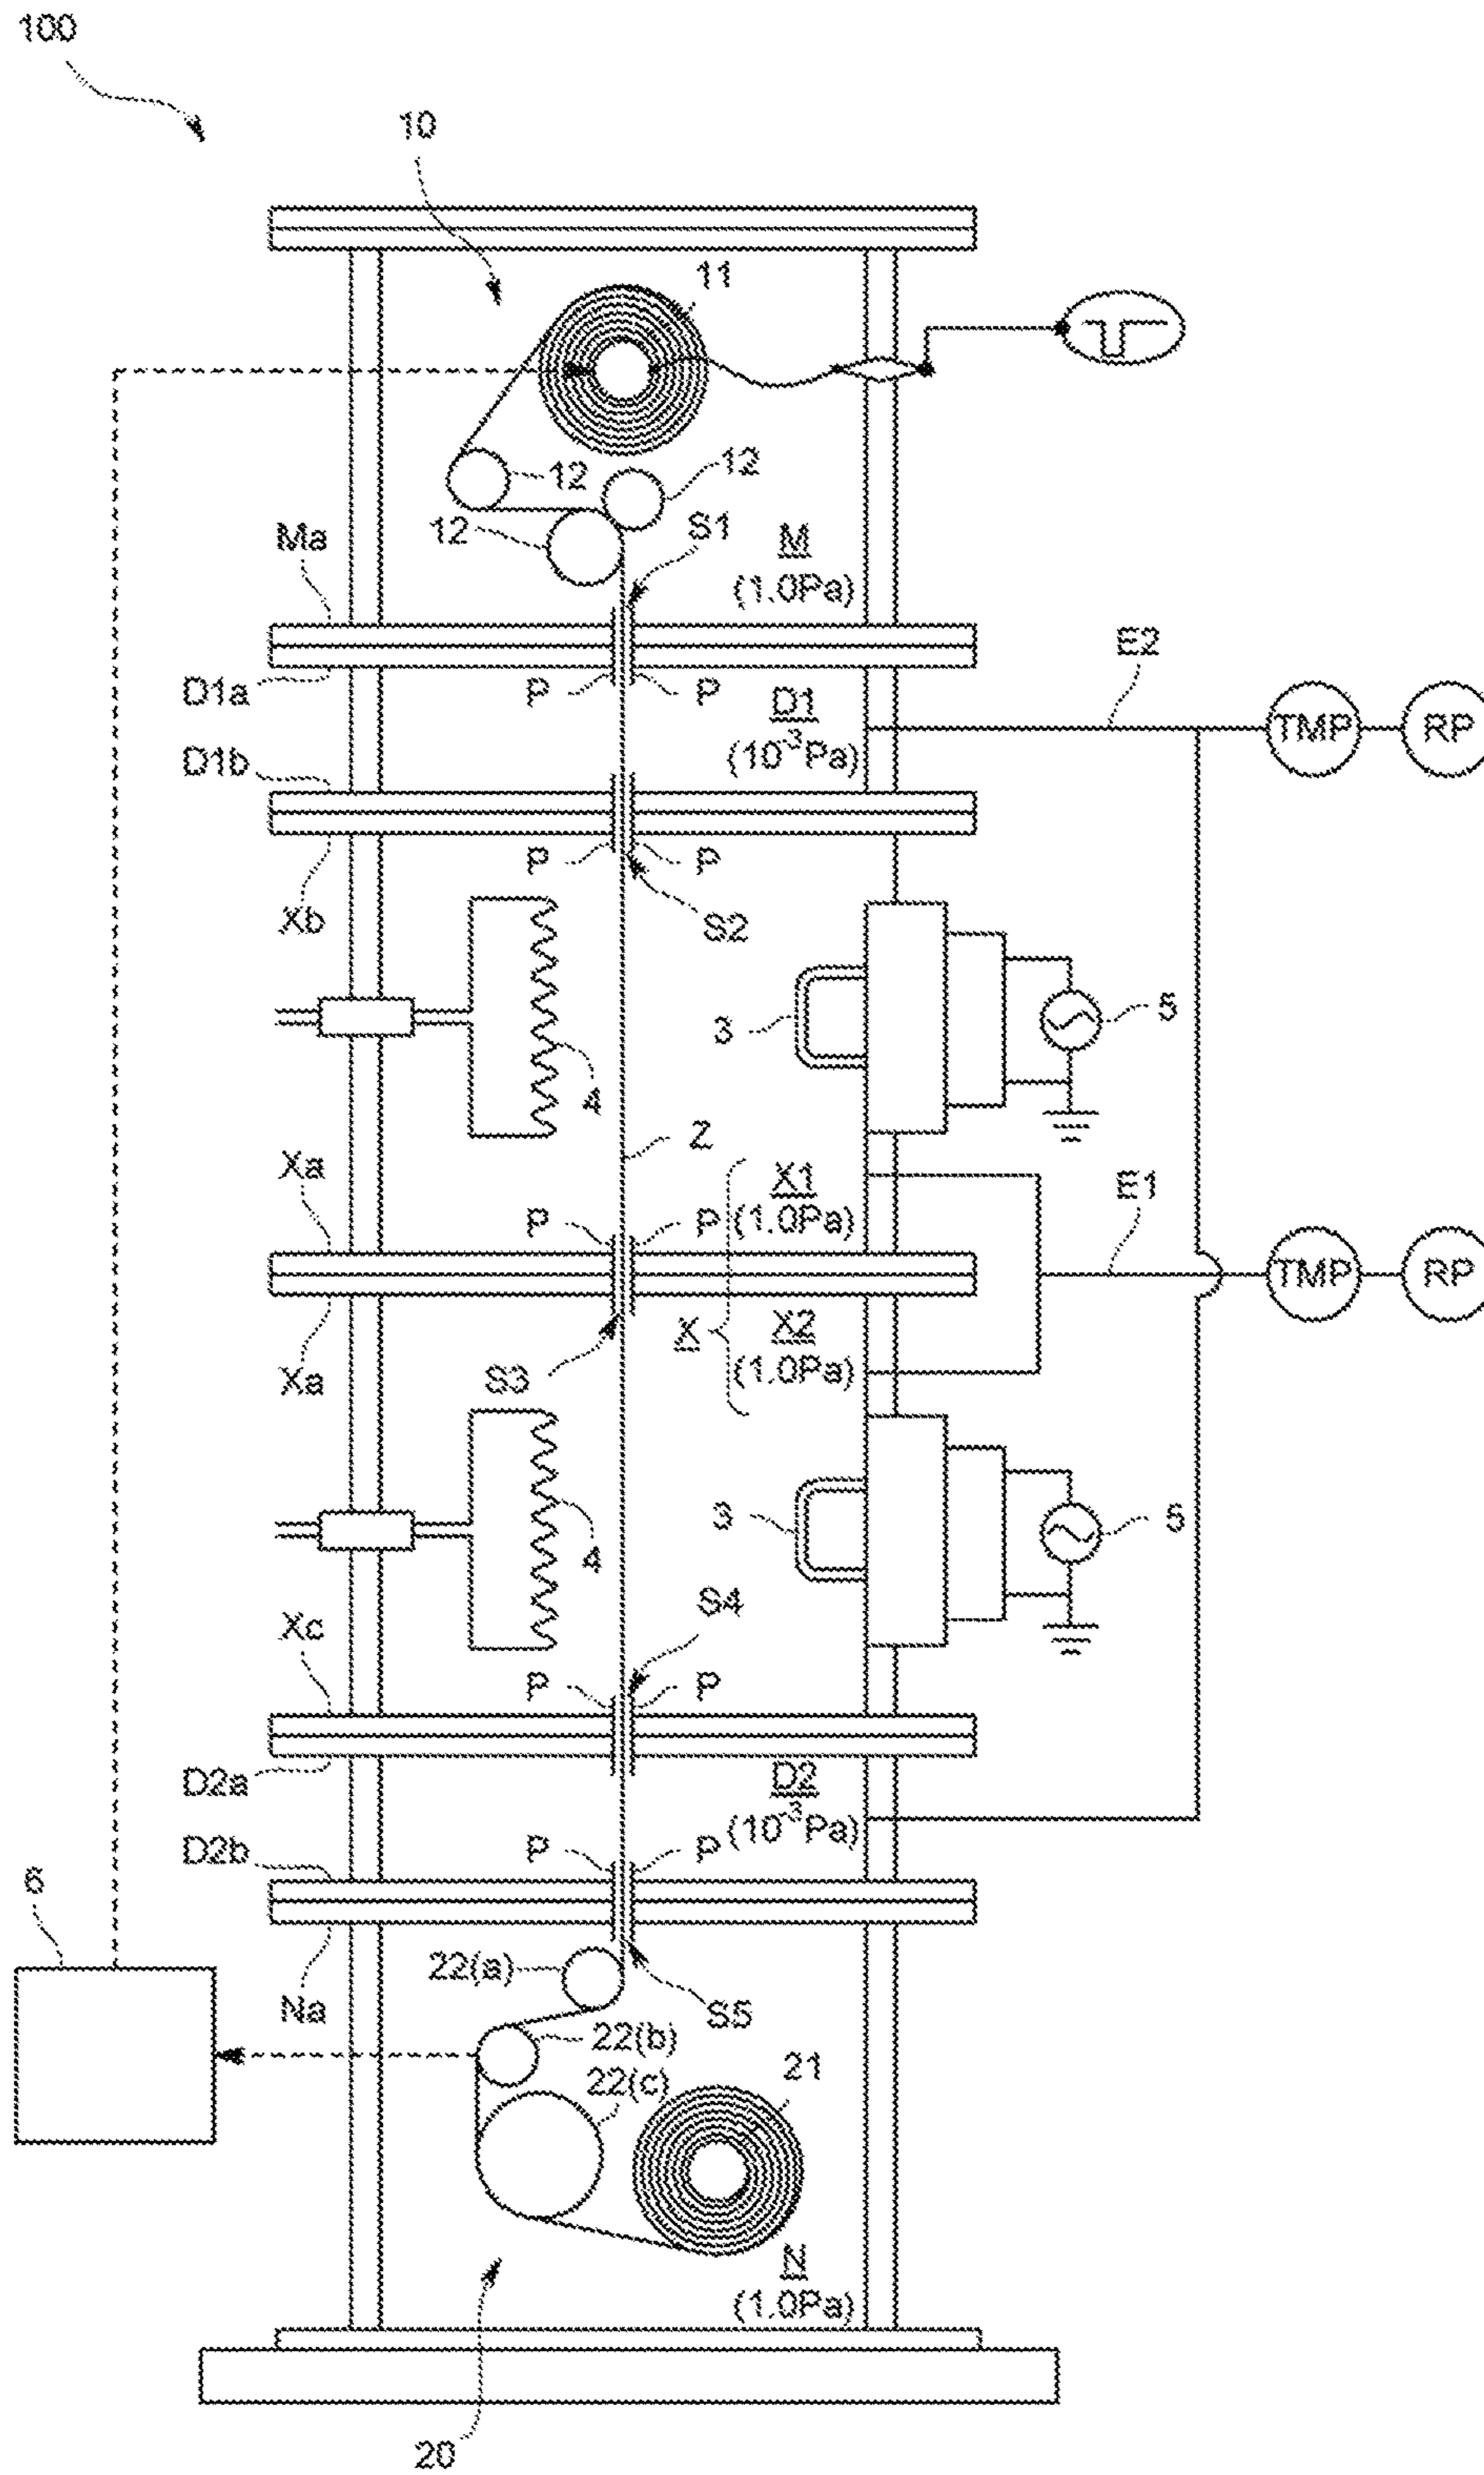 100
10
11
12
12
12
S1
Ma
M
(1.0Pa)
E2
D1a
P
P
D1
(10⁻³Pa)
TMP
RP
D1b
P
P
Xb
S2
3
5
4
Z
Xa
X1
(1.0Pa)
E1
P
P
TMP
RP
X
X2
(1.0Pa)
Xa
S3
3
5
4
S4
Xc
P
P
D2a
D2
(10⁻³Pa)
D2b
P
P
6
22(a)
Na
S5
22(b)
22(c)
21
N
(1.0Pa)
20